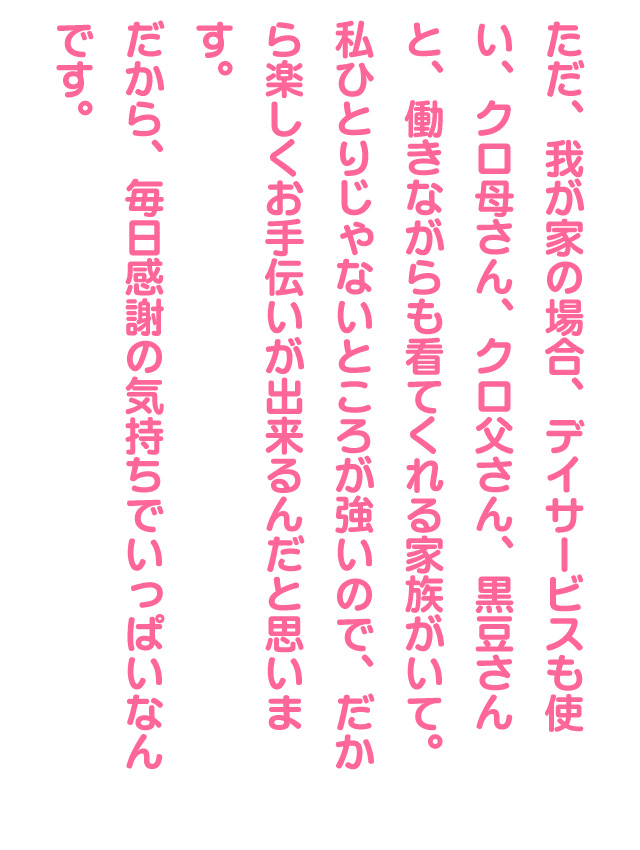 ただ、我が家の場合、デイサービスも使
い、クロ母さん、クロ父さん、黒豆さん
と、働きながらも看てくれる家族がいて。
私ひとりじゃないところが強いので、だか
ら楽しくお手伝いが出来るんだと思いま
す。
だから、毎日感謝の気持ちでいっぱいなん
です。